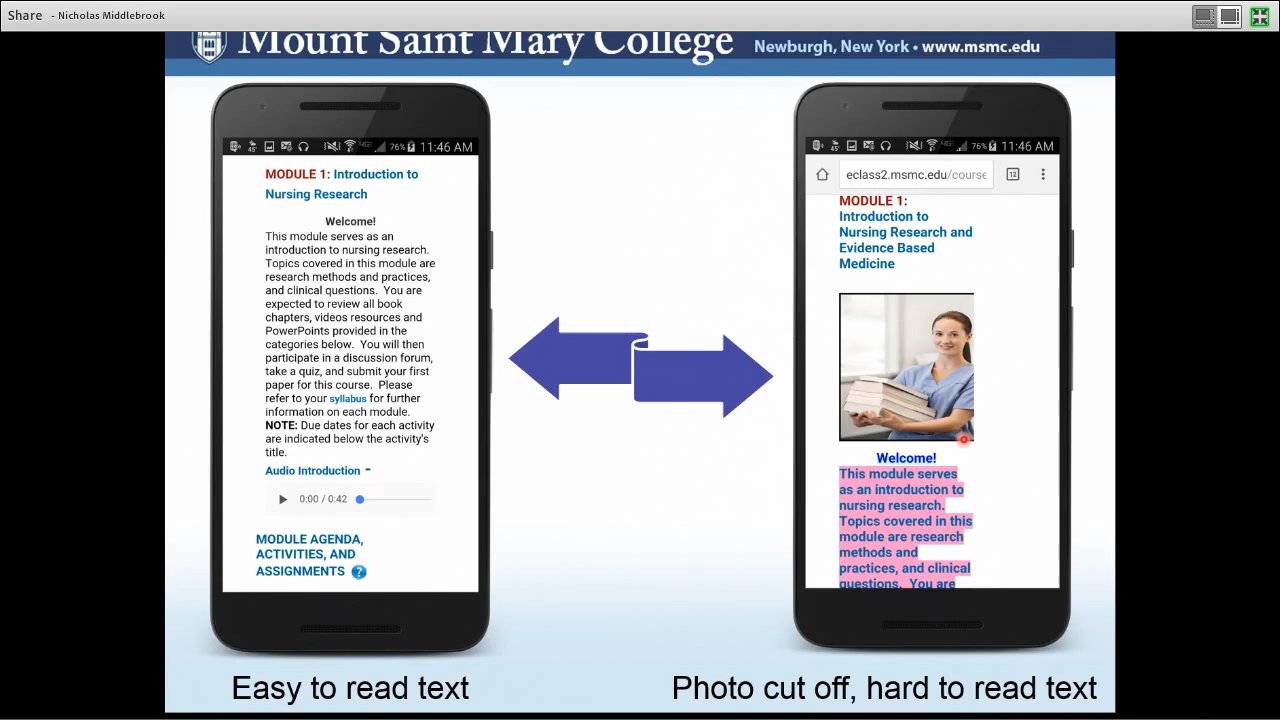 Share - Nicholas Middlebrook
Mount Saint Mary College Newburgh, New York • www.msmc.edu
76% 11:46 AM
MODULE 1: Introduction to
Nursing Research
Welcome!
This module serves as an
introduction to nursing research.
Topics covered in this module are
research methods and practices,
and clinical questions. You are
expected to review all book
chapters, videos resources and
PowerPoints provided in the
categories below. You will then
participate in a discussion forum,
take a quiz, and submit your first
paper for this course. Please
refer to your syllabus for further
information on each module.
NOTE: Due dates for each activity
are indicated below the activity's
title.
Audio Introduction -
0:00 / 0:42
MODULE AGENDA,
ACTIVITIES, AND
ASSIGNMENTS ?
Easy to read text
76% 11:46 AM
eclass2.msmc.edu/course
12
MODULE 1:
Introduction to
Nursing Research and
Evidence Based
Medicine
Welcome!
This module serves
as an introduction to
nursing research.
Topics covered in this
module are research
methods and
practices, and clinical
questions. You are
Photo cut off, hard to read text